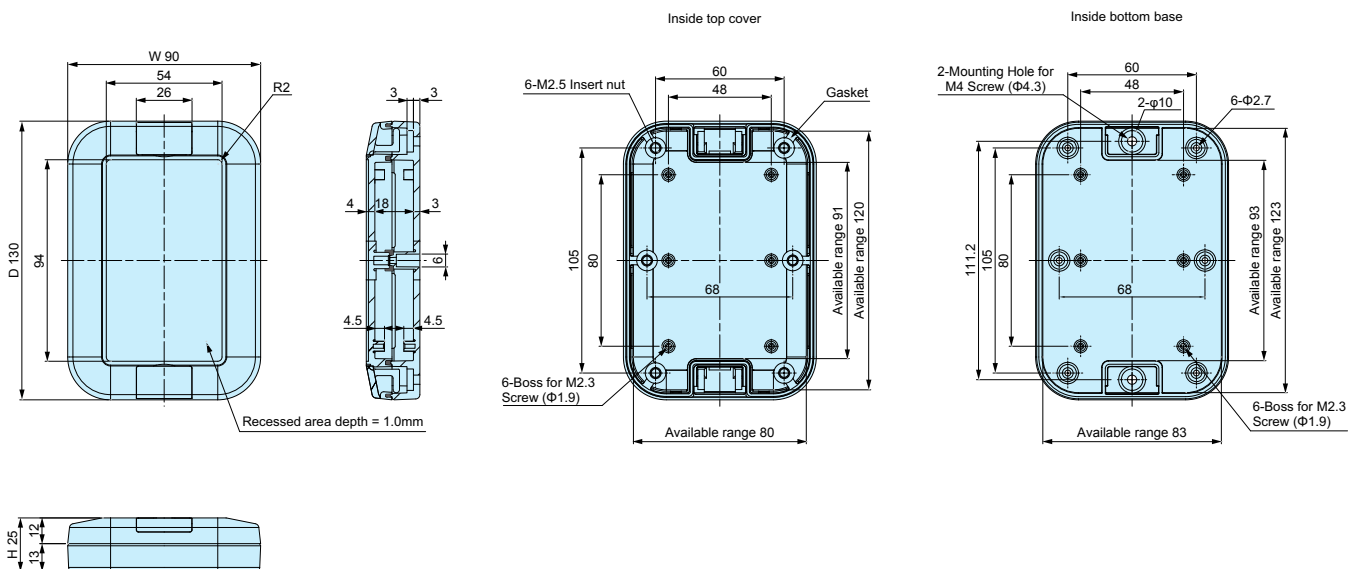 Inside top cover
Inside bottom base
W 90
54
26
R2
D 130
94
Recessed area depth = 1.0mm
3
3
4
18
3
6
4.5
4.5
6-M2.5 Insert nut
60
48
Gasket
105
80
68
Available range 91
Available range 120
6-Boss for M2.3
Screw (Φ1.9)
Available range 80
2-Mounting Hole for
M4 Screw (Φ4.3)
60
48
2-φ10
6-Φ2.7
111.2
105
80
68
Available range 93
Available range 123
6-Boss for M2.3
Screw (Φ1.9)
Available range 83
H 25
12
13